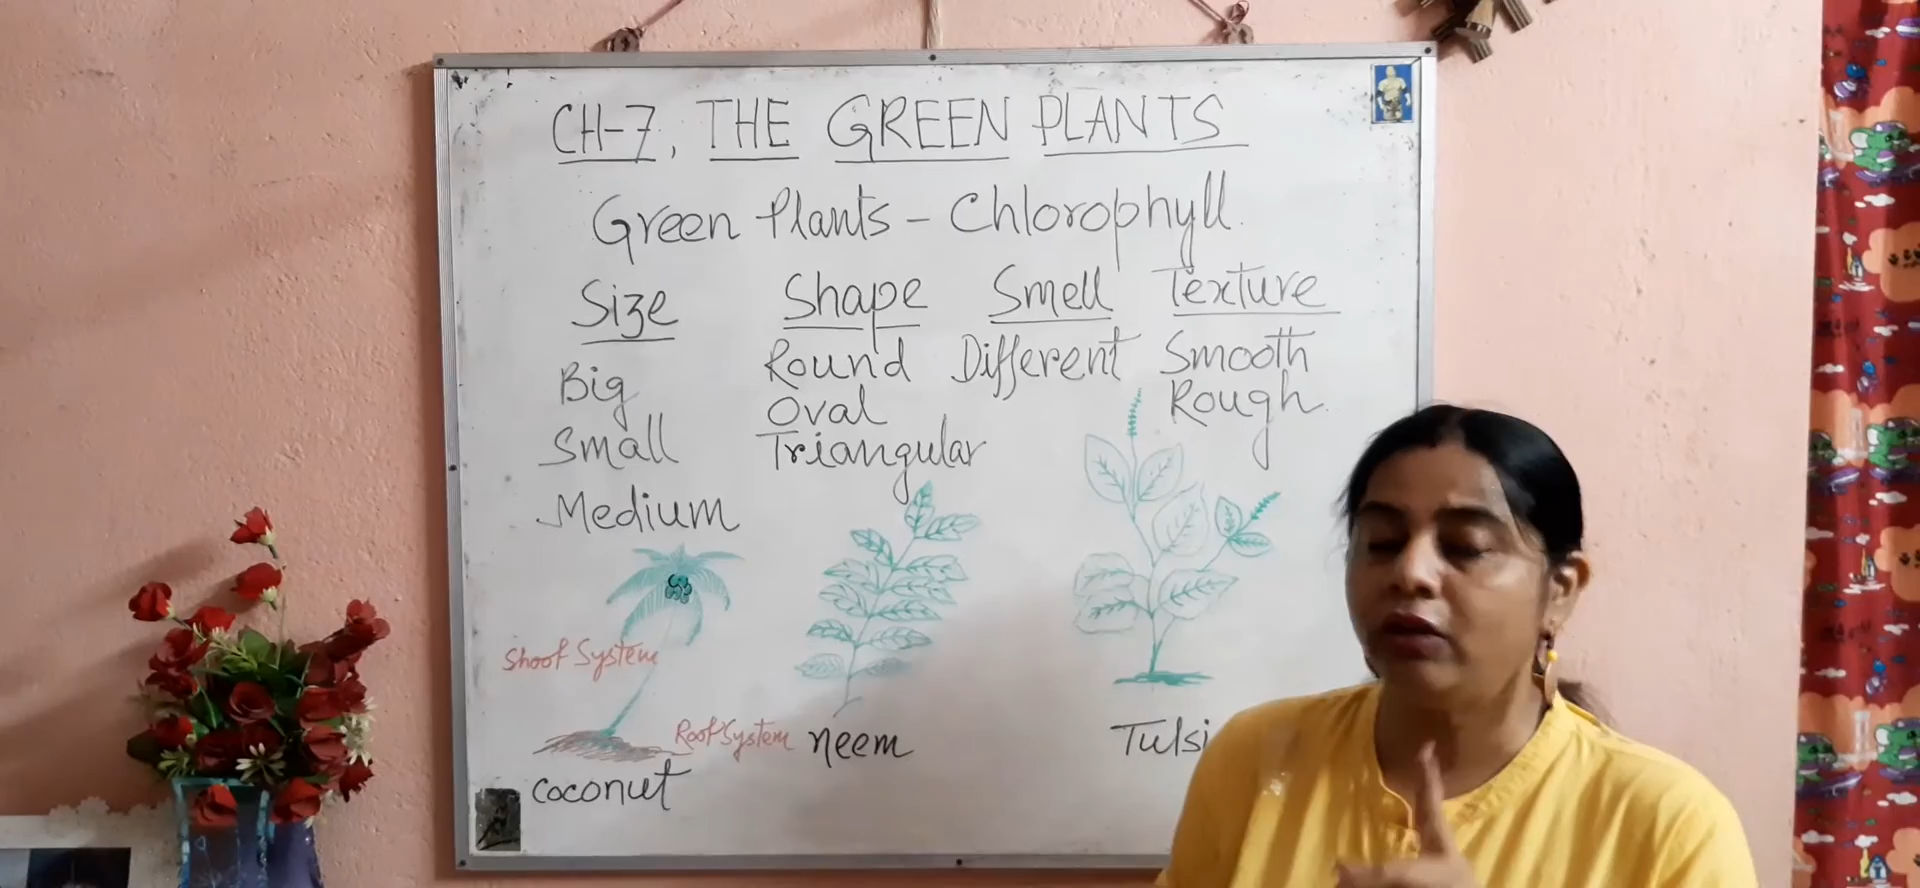 CH-7, THE GREEN PLANTS
Green Plants - Chlorophyll.
Size Shape Smell Texture
Big Round Different Smooth
Small Oval Rough.
Medium Triangular
Shoot System
Root System
coconut neem Tulsi